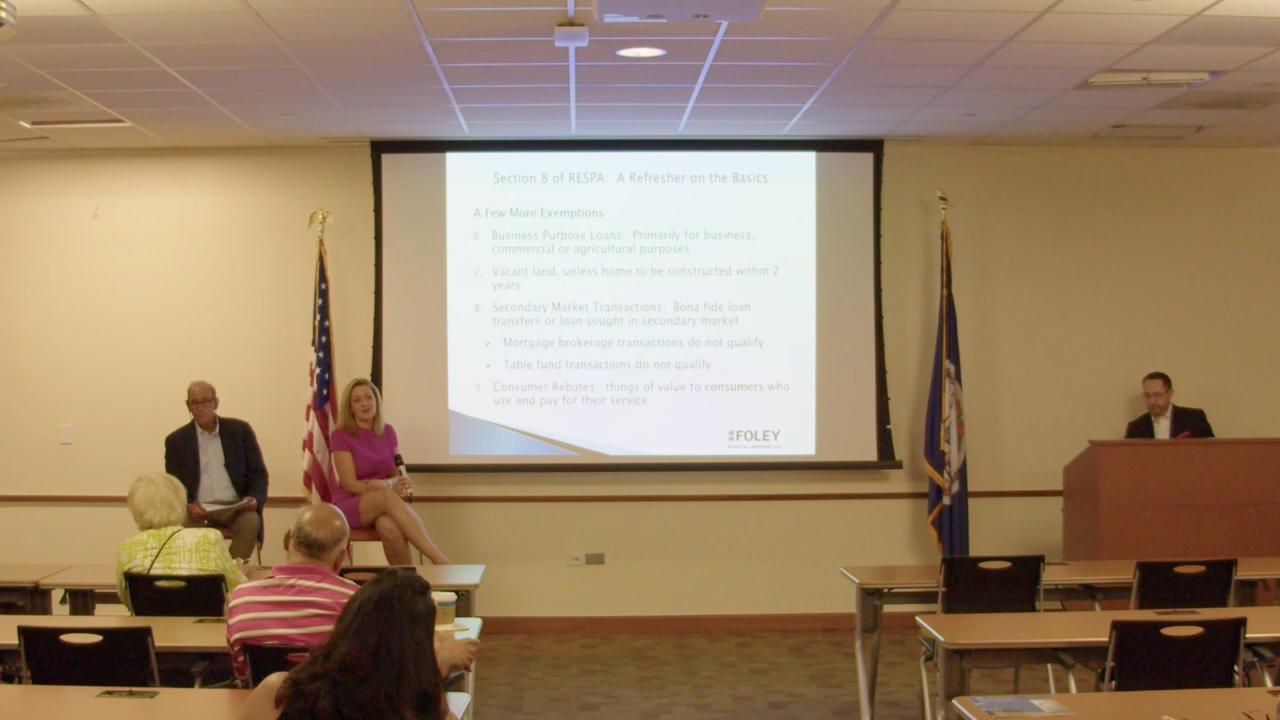 Section 8 of RESPA: A Refresher on the Basics
A Few More Exemptions
6. Business Purpose Loans. Primarily for business,
commercial or agricultural purposes
7. Vacant land, unless home to be constructed within 2
years
8. Secondary Market Transactions: Bona fide loan
transfers or loan sought in secondary market
Mortgage brokerage transactions do not qualify
Table fund transactions do not qualify
9. Consumer Rebates: things of value to consumers who
use and pay for their service
FOLEY